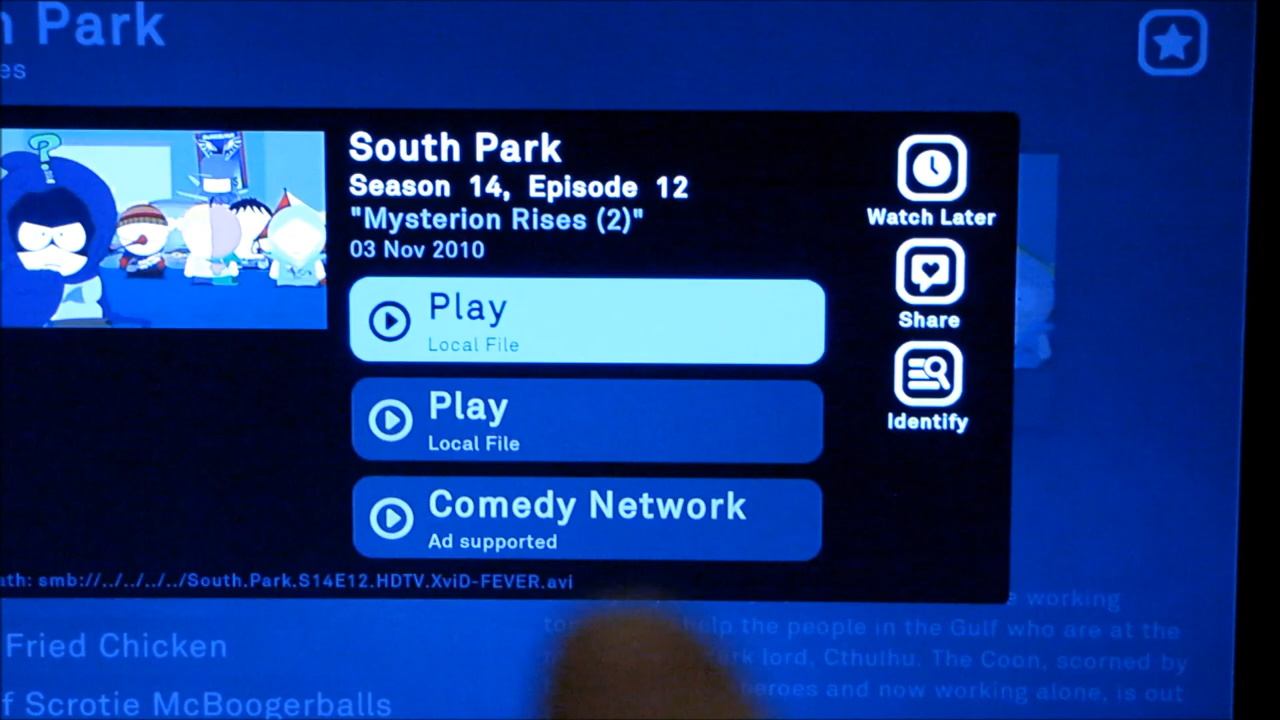 Park
es
South Park
Season 14, Episode 12
"Mysterion Rises (2)"
03 Nov 2010
Watch Later
Play
Local File
Share
Play
Local File
Identify
Comedy Network
Ad supported
ath: smb://../../../../South.Park.S14E12.HDTV.XviD-FEVER.avi
working
help the people in the Gulf who are at the
Fried Chicken
lord, Cthulhu. The Coon, scorned by
and now working alone, is out
f Scrotie McBoogerballs